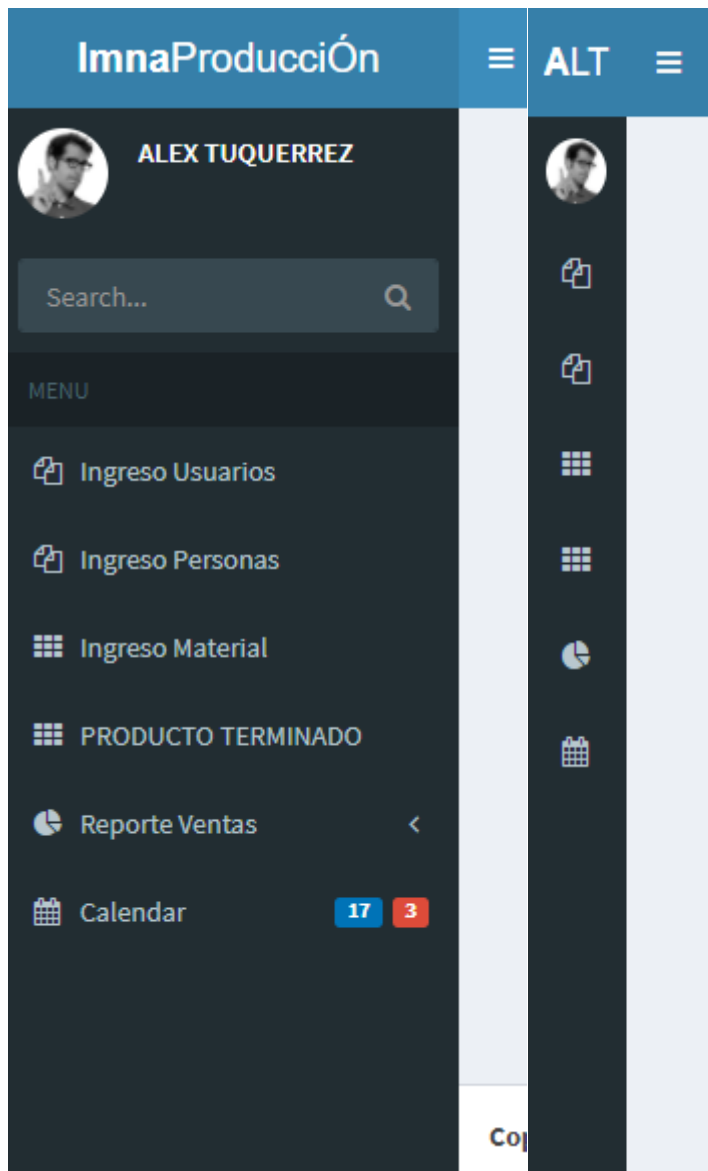 ImnaProducciÓn
ALT
ALEX TUQUERREZ
Search...
MENU
Ingreso Usuarios
Ingreso Personas
Ingreso Material
PRODUCTO TERMINADO
Reporte Ventas
Calendar 17 3